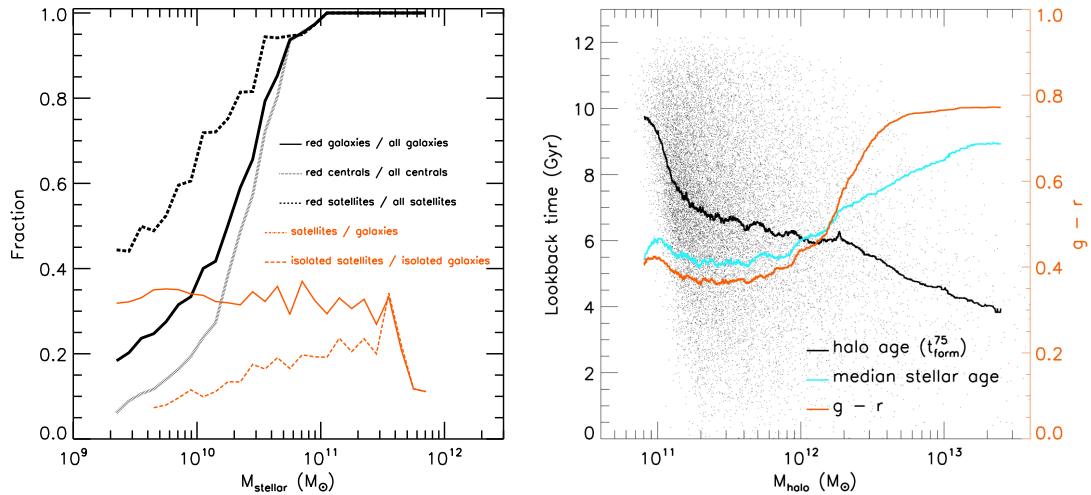 1.0
0.8
0.6
0.4
0.2
0.0
Fraction
10^9
10^10
10^11
10^12
M_stellar (M_⊙)
red galaxies / all galaxies
red centrals / all centrals
red satellites / all satellites
satellites / galaxies
isolated satellites / isolated galaxies
12
10
8
6
4
2
0
Lookback time (Gyr)
10^11
10^12
10^13
M_halo (M_⊙)
halo age (t^75_form)
median stellar age
g − r
1.0
0.8
0.6
0.4
0.2
0.0
g − r